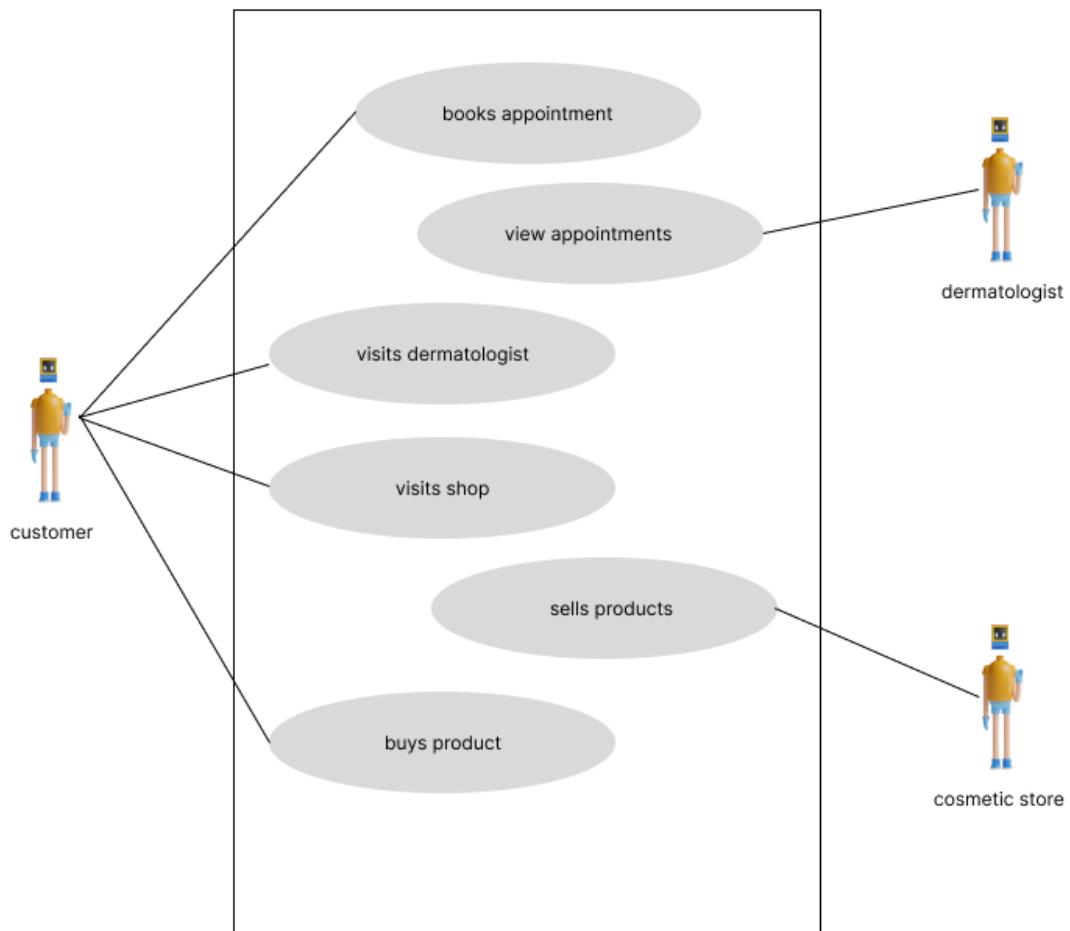 books appointment
view appointments
dermatologist
visits dermatologist
visits shop
customer
sells products
buys product
cosmetic store